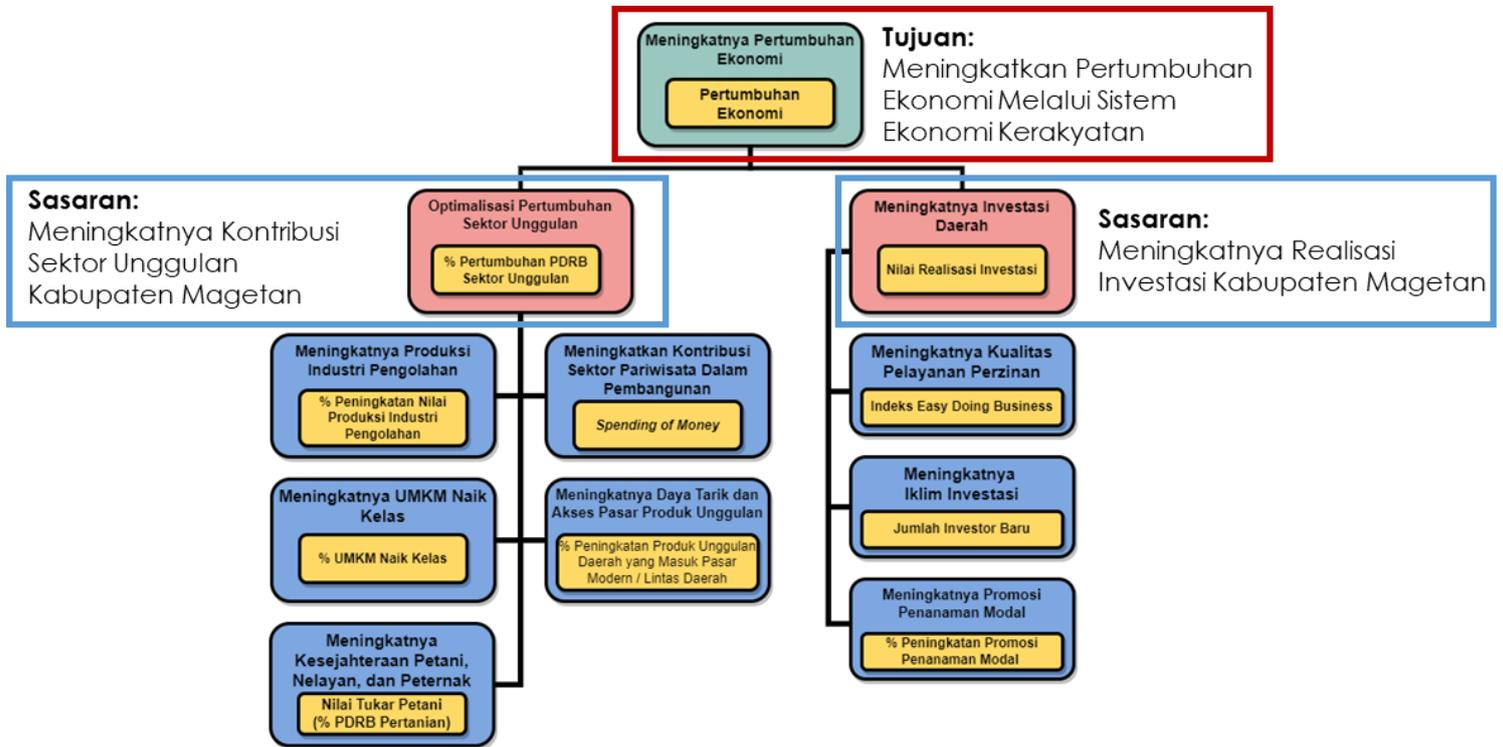 Meningkatnya Pertumbuhan
Ekonomi
Pertumbuhan
Ekonomi
Tujuan:
Meningkatkan Pertumbuhan
Ekonomi Melalui Sistem
Ekonomi Kerakyatan
Sasaran:
Meningkatnya Kontribusi
Sektor Unggulan
Kabupaten Magetan
Optimalisasi Pertumbuhan
Sektor Unggulan
% Pertumbuhan PDRB
Sektor Unggulan
Meningkatnya Investasi
Daerah
Nilai Realisasi Investasi
Sasaran:
Meningkatnya Realisasi
Investasi Kabupaten Magetan
Meningkatnya Produksi
Industri Pengolahan
% Peningkatan Nilai
Produksi Industri
Pengolahan
Meningkatkan Kontribusi
Sektor Pariwisata Dalam
Pembangunan
Spending of Money
Meningkatnya Kualitas
Pelayanan Perzinan
Indeks Easy Doing Business
Meningkatnya UMKM Naik
Kelas
% UMKM Naik Kelas
Meningkatnya Daya Tarik dan
Akses Pasar Produk Unggulan
% Peningkatan Produk Unggulan
Daerah yang Masuk Pasar
Modern / Lintas Daerah
Meningkatnya
Iklim Investasi
Jumlah Investor Baru
Meningkatnya
Kesejahteraan Petani,
Nelayan, dan Peternak
Nilai Tukar Petani
(% PDRB Pertanian)
Meningkatnya Promosi
Penanaman Modal
% Peningkatan Promosi
Penanaman Modal